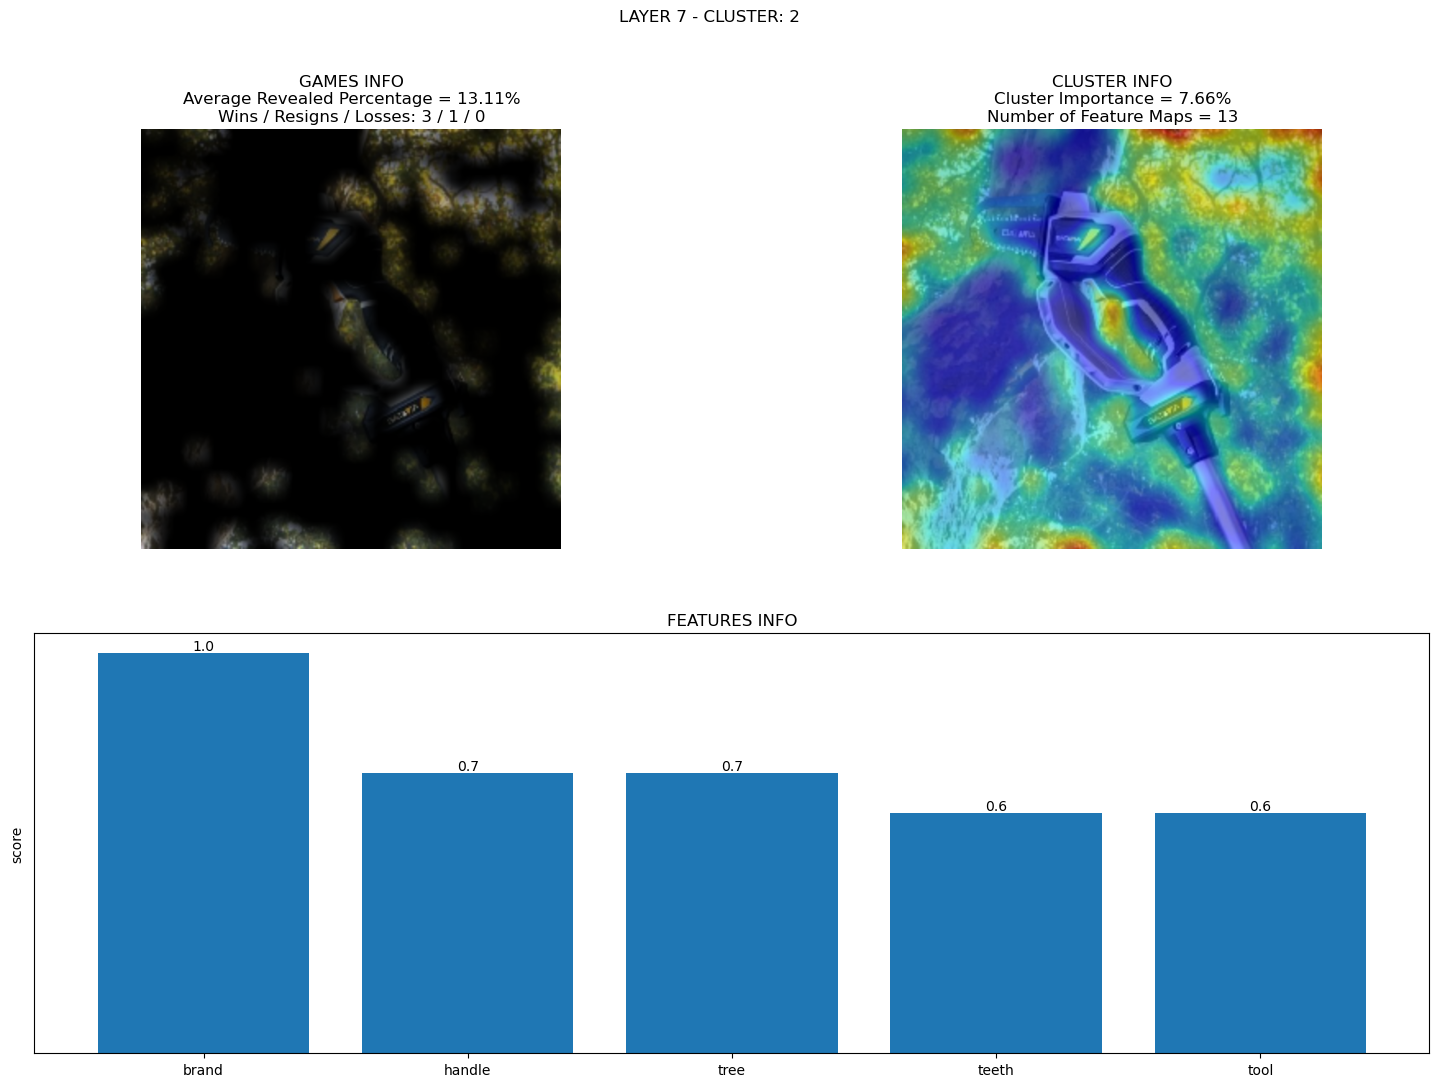 LAYER 7 - CLUSTER: 2
GAMES INFO
Average Revealed Percentage = 13.11%
Wins / Resigns / Losses: 3 / 1 / 0
CLUSTER INFO
Cluster Importance = 7.66%
Number of Feature Maps = 13
FEATURES INFO
score
1.0
0.7
0.7
0.6
0.6
brand
handle
tree
teeth
tool